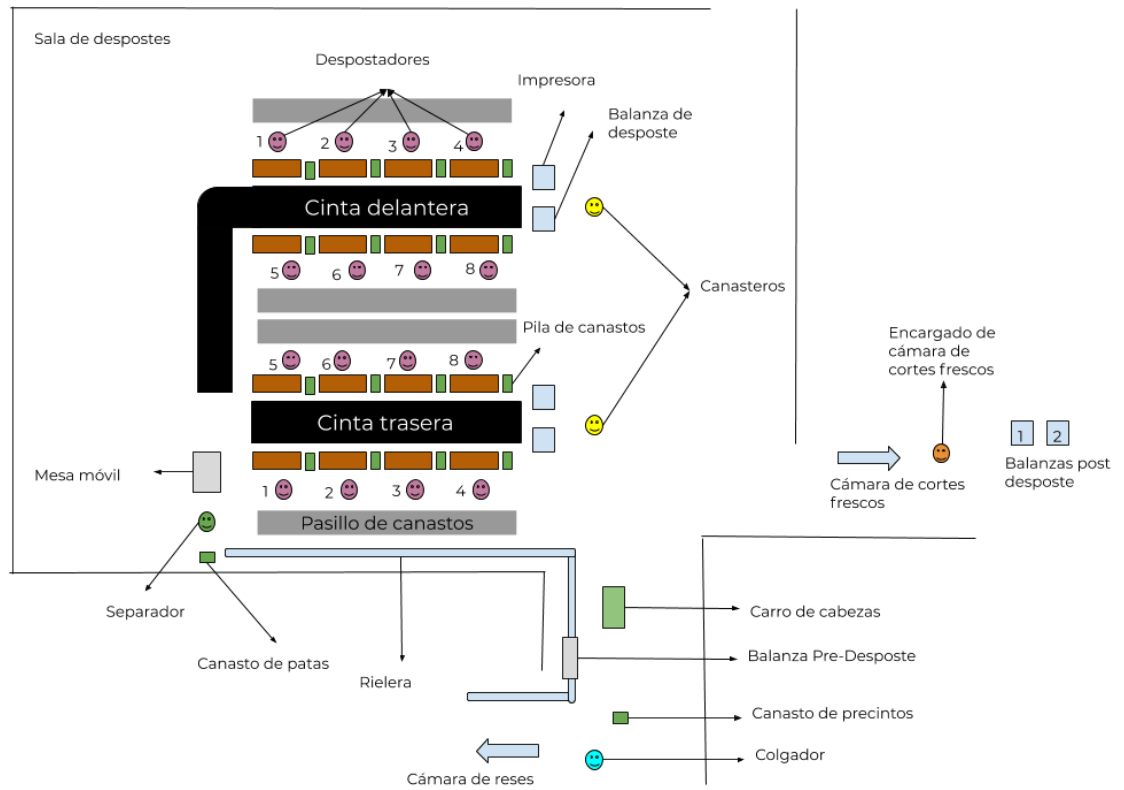 Sala de despostes
Despostadores
Impresora
Balanza de
desposte
1
2
3
4
Cinta delantera
5
6
7
8
Canasteros
Pila de canastos
5
6
7
8
Encargado de
cámara de
cortes frescos
Cinta trasera
1
2
Mesa móvil
Balanzas post
desposte
Cámara de cortes
frescos
1
2
3
4
Pasillo de canastos
Separador
Carro de cabezas
Canasto de patas
Balanza Pre-Desposte
Rielera
Canasto de precintos
Colgador
Cámara de reses